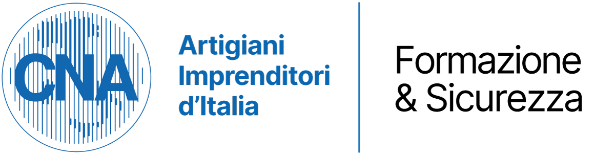 CNA
Artigiani
Imprenditori
d'Italia
Formazione
& Sicurezza